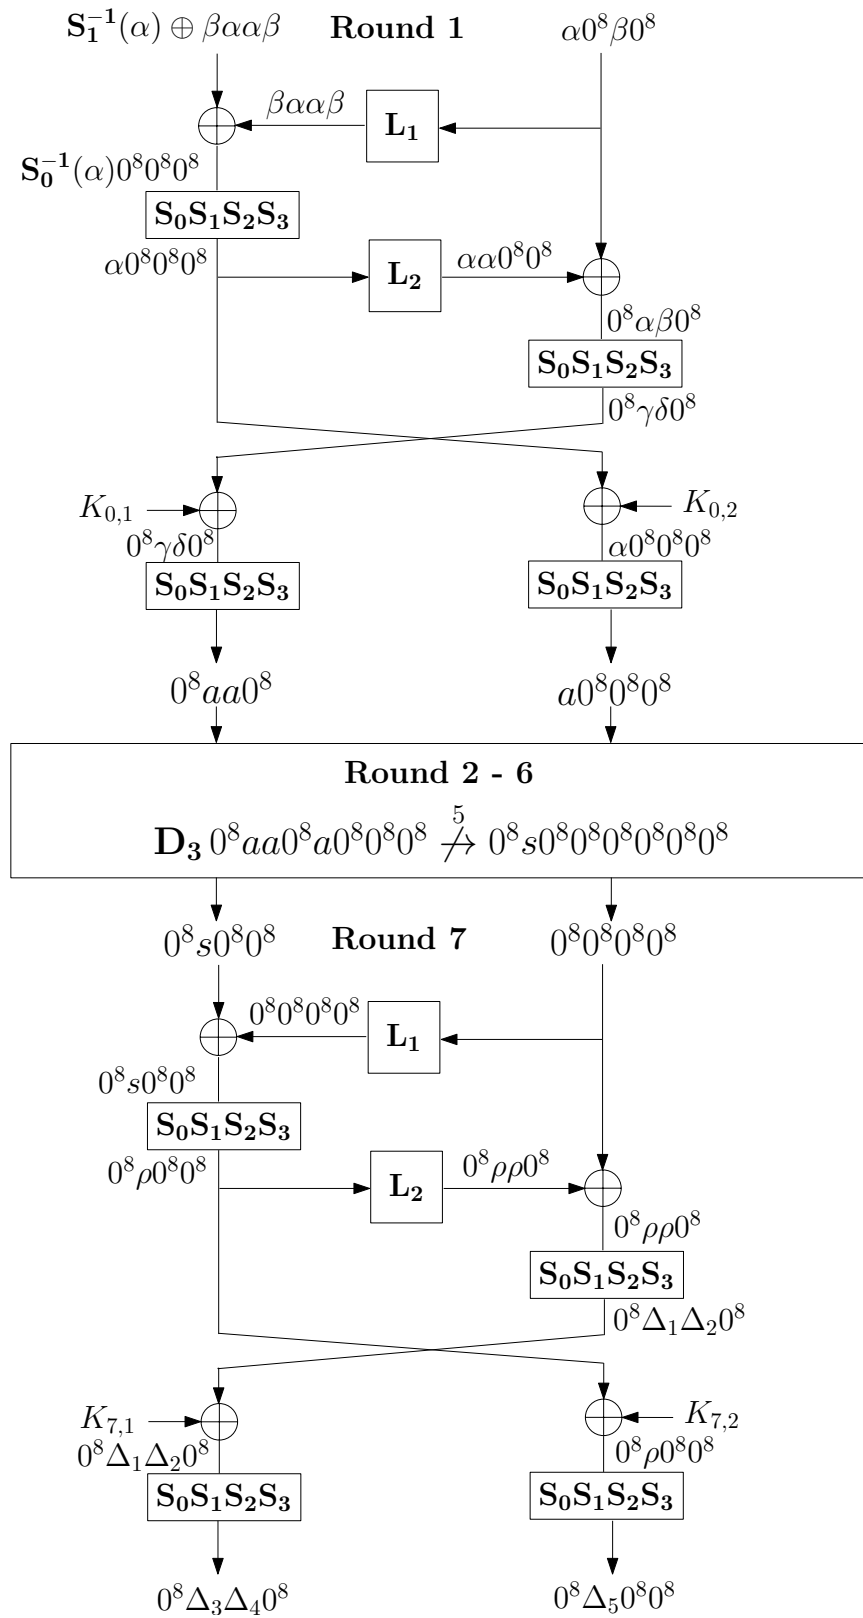 S₁⁻¹(α) ⊕ βααβ Round 1 α0⁸β0⁸
βααβ L₁
S₀⁻¹(α)0⁸0⁸0⁸
S₀S₁S₂S₃
α0⁸0⁸0⁸ L₂ αα0⁸0⁸
0⁸αβ0⁸
S₀S₁S₂S₃
0⁸γδ0⁸
K₀,₁ K₀,₂
0⁸γδ0⁸ α0⁸0⁸0⁸
S₀S₁S₂S₃ S₀S₁S₂S₃
0⁸aa0⁸ a0⁸0⁸0⁸
Round 2 - 6
D₃ 0⁸aa0⁸a0⁸0⁸0⁸ ↛⁵ 0⁸s0⁸0⁸0⁸0⁸0⁸0⁸
0⁸s0⁸0⁸ Round 7 0⁸0⁸0⁸0⁸
0⁸0⁸0⁸0⁸ L₁
0⁸s0⁸0⁸
S₀S₁S₂S₃
0⁸ρ0⁸0⁸ L₂ 0⁸ρρ0⁸
0⁸ρρ0⁸
S₀S₁S₂S₃
0⁸Δ₁Δ₂0⁸
K₇,₁ K₇,₂
0⁸Δ₁Δ₂0⁸ 0⁸ρ0⁸0⁸
S₀S₁S₂S₃ S₀S₁S₂S₃
0⁸Δ₃Δ₄0⁸ 0⁸Δ₅0⁸0⁸